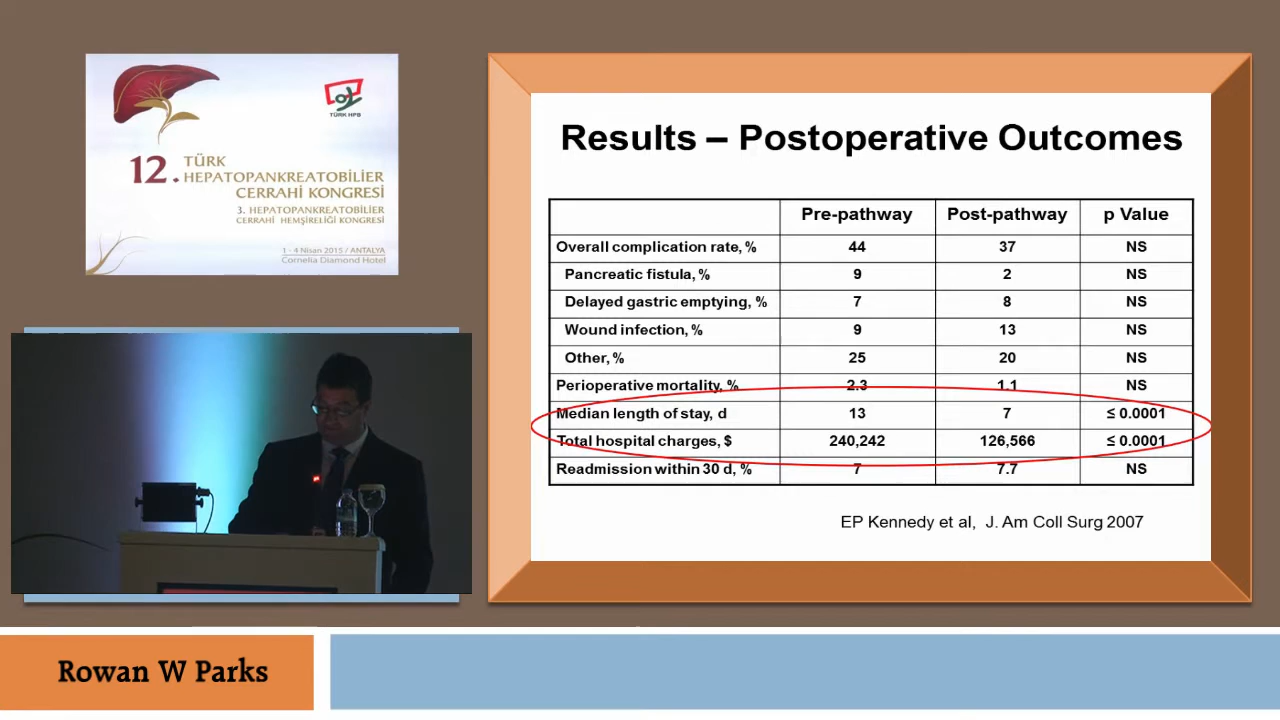 TÜRK HPB
12. TÜRK
HEPATOPANKREATOBİLİER
CERRAHİ KONGRESİ
3. HEPATOPANKREATOBİLİER
CERRAHİ HEMŞİRELİĞİ KONGRESİ
1 - 4 Nisan 2015 / ANTALYA
Cornelia Diamond Hotel
Results – Postoperative Outcomes
Pre-pathway Post-pathway p Value
Overall complication rate, % 44 37 NS
Pancreatic fistula, % 9 2 NS
Delayed gastric emptying, % 7 8 NS
Wound infection, % 9 13 NS
Other, % 25 20 NS
Perioperative mortality, % 2.3 1.1 NS
Median length of stay, d 13 7 ≤ 0.0001
Total hospital charges, $ 240,242 126,566 ≤ 0.0001
Readmission within 30 d, % 7 7.7 NS
EP Kennedy et al, J. Am Coll Surg 2007
Rowan W Parks